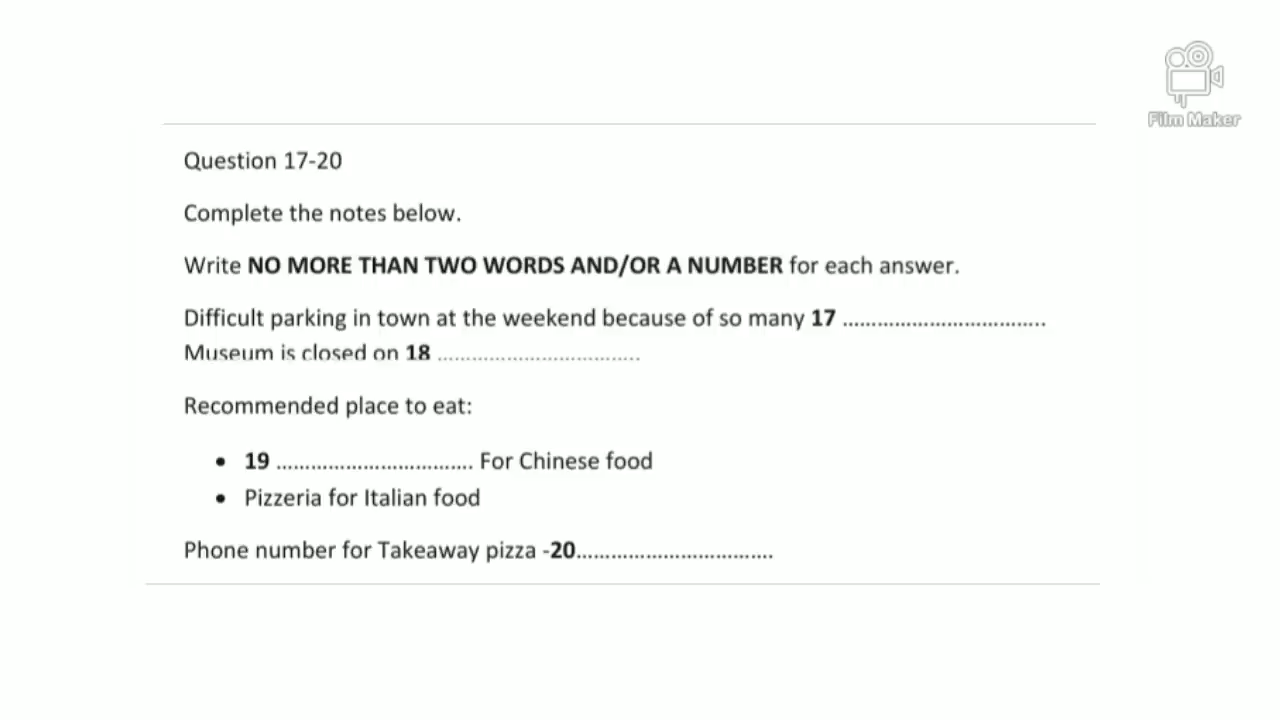 Film Maker
Question 17-20
Complete the notes below.
Write NO MORE THAN TWO WORDS AND/OR A NUMBER for each answer.
Difficult parking in town at the weekend because of so many 17 ...................................
Museum is closed on 18 ...................................
Recommended place to eat:
• 19 .................................. For Chinese food
• Pizzeria for Italian food
Phone number for Takeaway pizza -20..................................